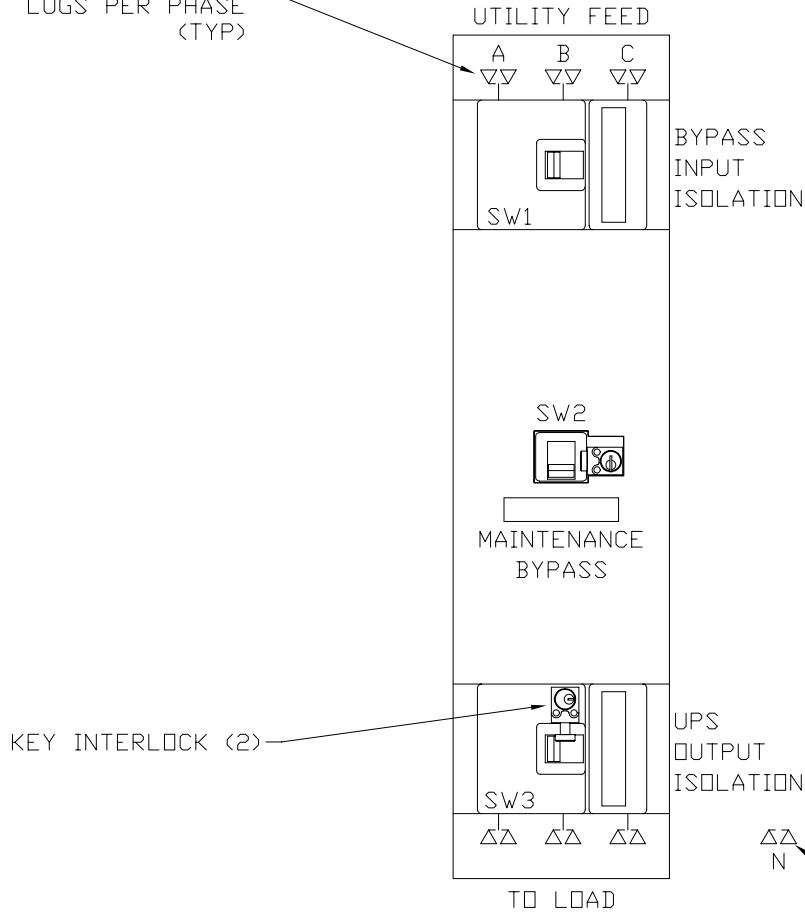 LUGS PER PHASE
(TYP)
UTILITY FEED
A B C
BYPASS
INPUT
ISOLATION
SW1
SW2
MAINTENANCE
BYPASS
KEY INTERLOCK (2)
UPS
OUTPUT
ISOLATION
SW3
N
TO LOAD